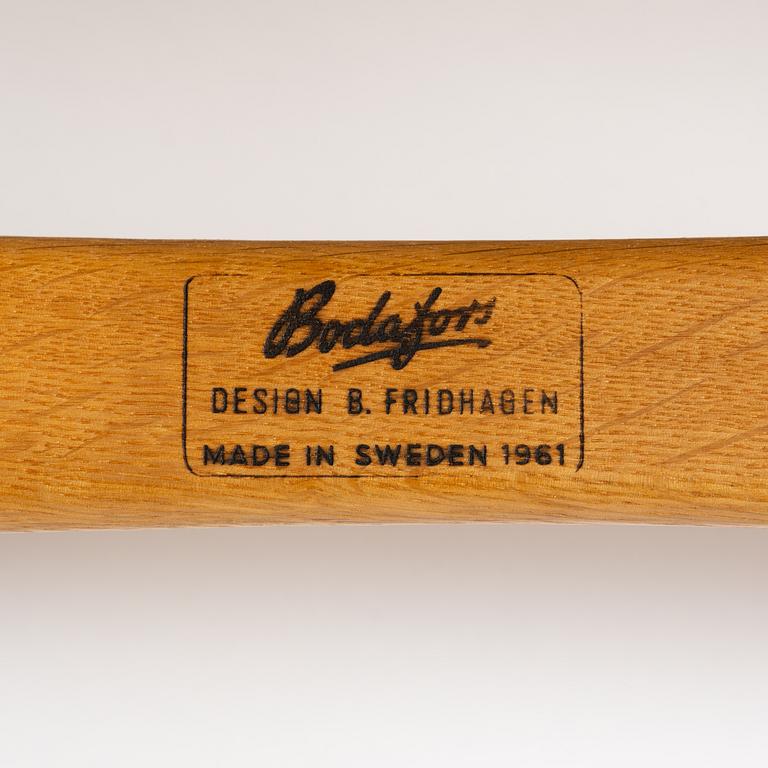 Bodafors
DESIGN B. FRIDHAGEN
MADE IN SWEDEN 1961